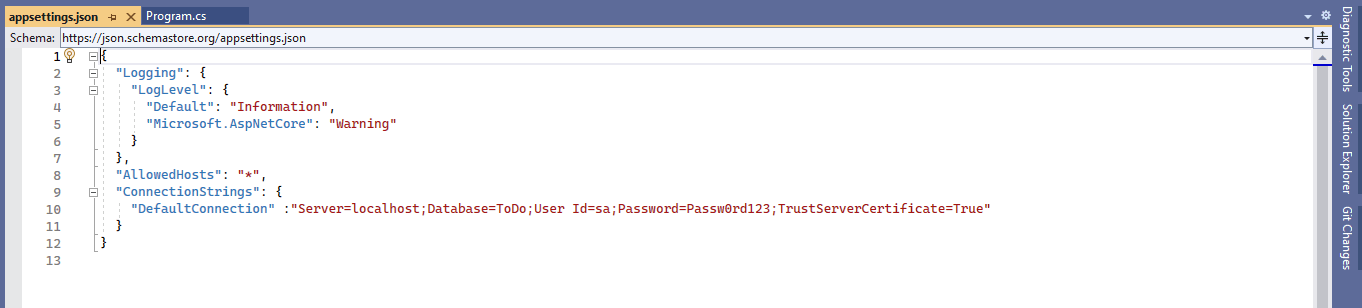 appsettings.json
Program.cs
Schema: https://json.schemastore.org/appsettings.json
1 {
2 "Logging": {
3 "LogLevel": {
4 "Default": "Information",
5 "Microsoft.AspNetCore": "Warning"
6 }
7 },
8 "AllowedHosts": "*",
9 "ConnectionStrings": {
10 "DefaultConnection" :"Server=localhost;Database=ToDo;User Id=sa;Password=Passw0rd123;TrustServerCertificate=True"
11 }
12 }
13
Diagnostic Tools
Solution Explorer
Git Changes